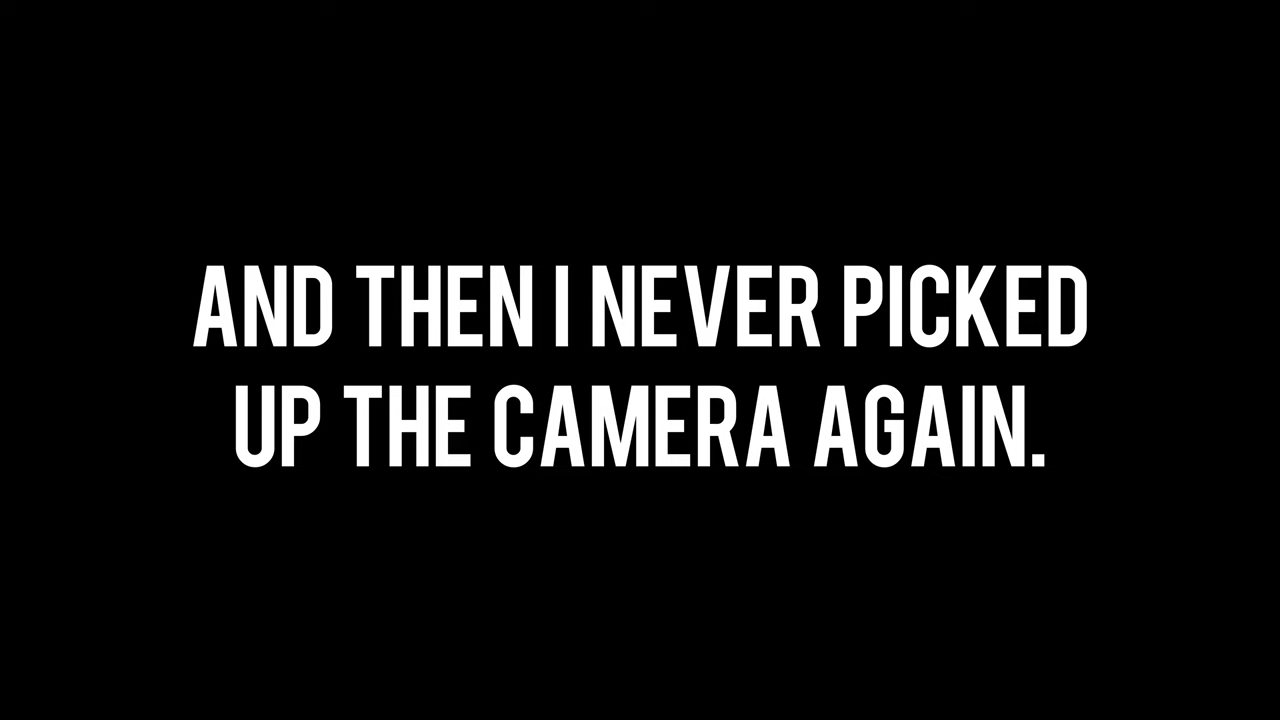 AND THEN I NEVER PICKED
UP THE CAMERA AGAIN.